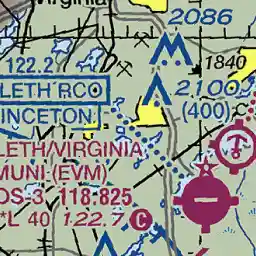 Virginia
2086
122.2
1840
LETH RCO
2100
(400)
INCETON
LETH/VIRGINIA
MUNI (EVM)
OS-3 118.825
*L 40 122.7 C